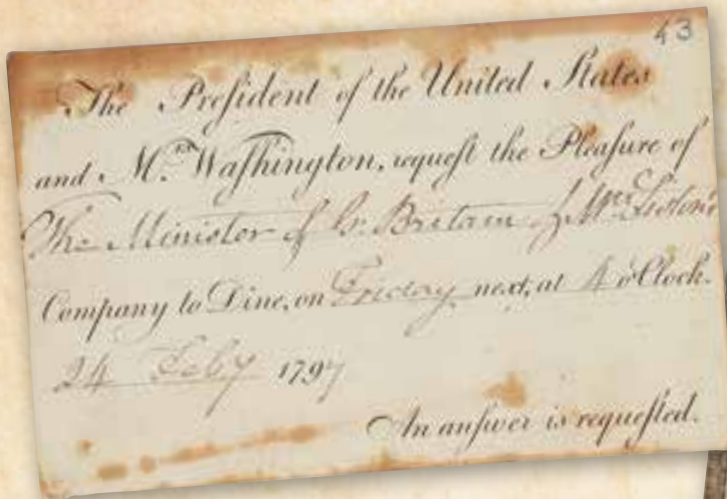 43
The Preſident of the United States
and Mrs. Waſhington, requeſt the Pleaſure of
The Minister of G. Britain & Mrs. Liston's
Company to Dine, on Friday next, at 4 o'Clock.
24 Feby 1797
An anſwer is requeſted.